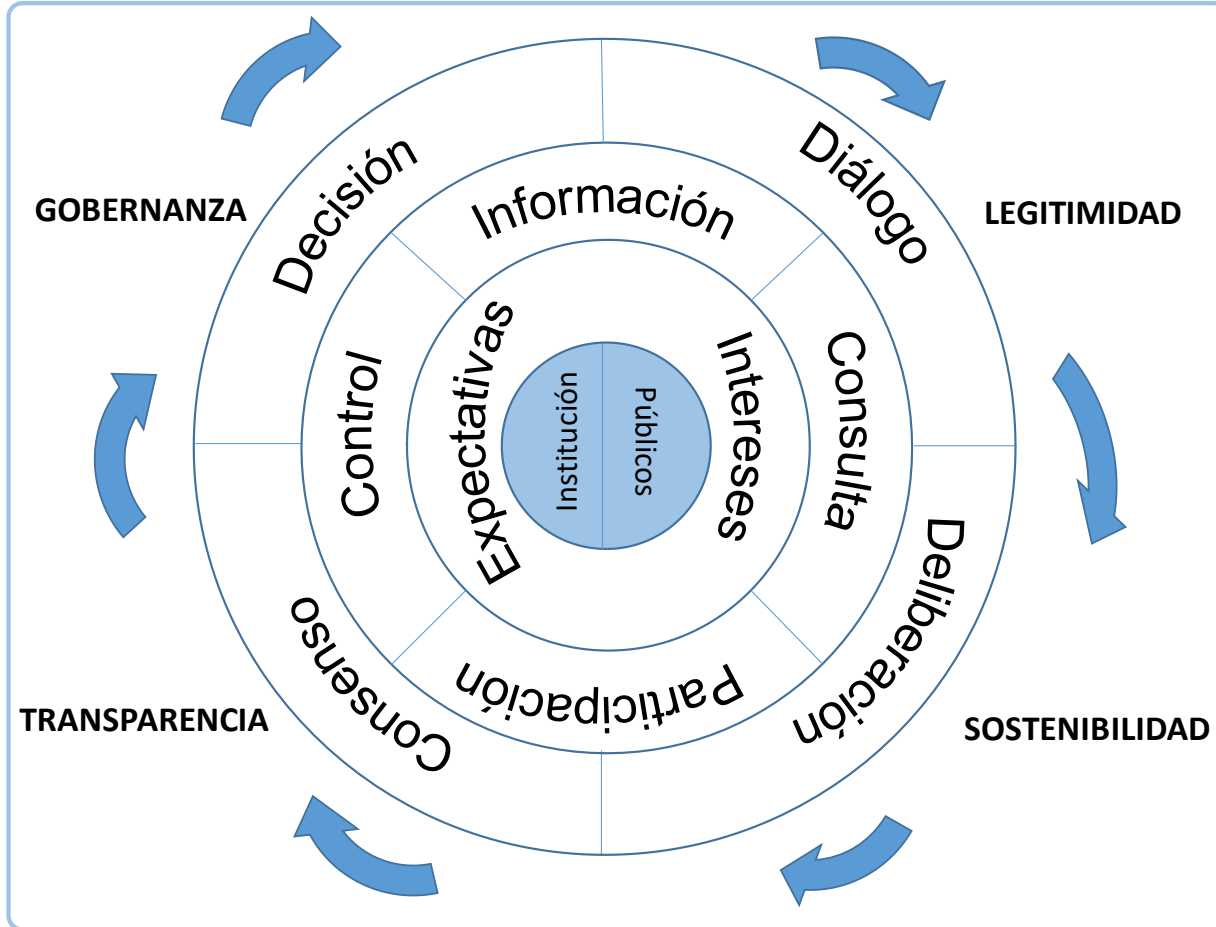 GOBERNANZA
LEGITIMIDAD
TRANSPARENCIA
SOSTENIBILIDAD
Decisión
Diálogo
Deliberación
Consenso
Información
Consulta
Participación
Control
Expectativas
Intereses
Institución
Públicos